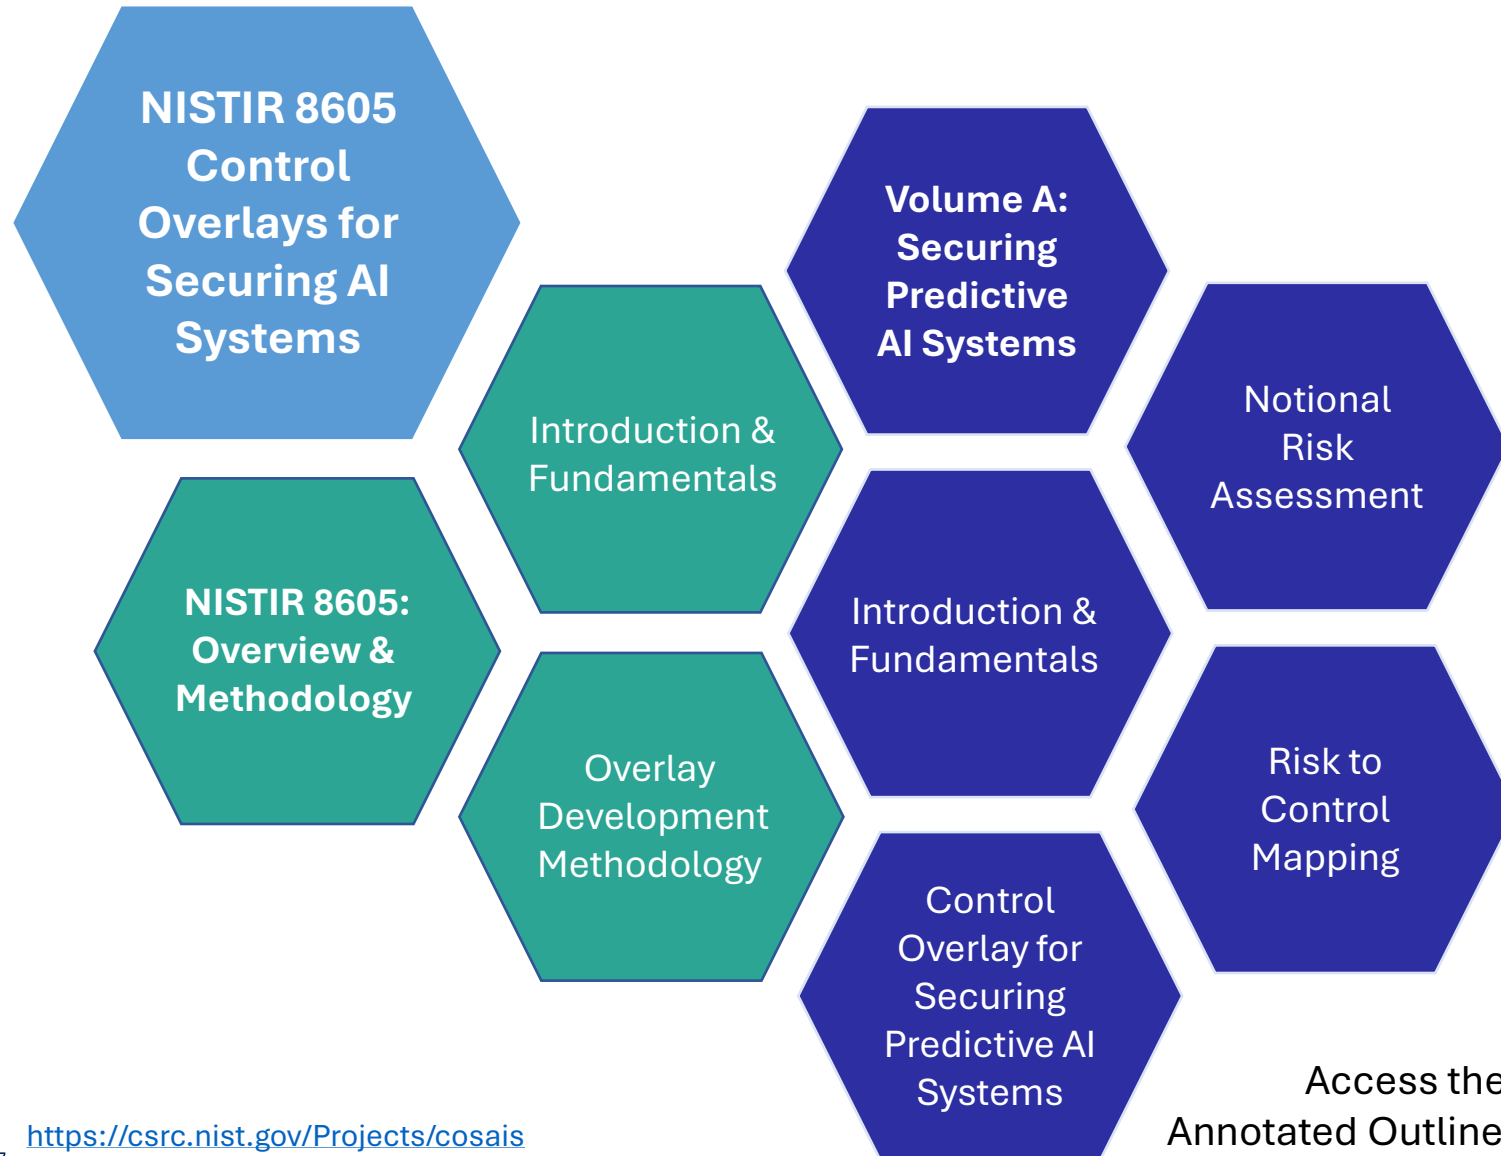 NISTIR 8605
Control
Overlays for
Securing AI
Systems
Volume A:
Securing
Predictive
AI Systems
Introduction &
Fundamentals
Notional
Risk
Assessment
NISTIR 8605:
Overview &
Methodology
Introduction &
Fundamentals
Overlay
Development
Methodology
Risk to
Control
Mapping
Control
Overlay for
Securing
Predictive AI
Systems
Access the
Annotated Outline
https://csrc.nist.gov/Projects/cosais